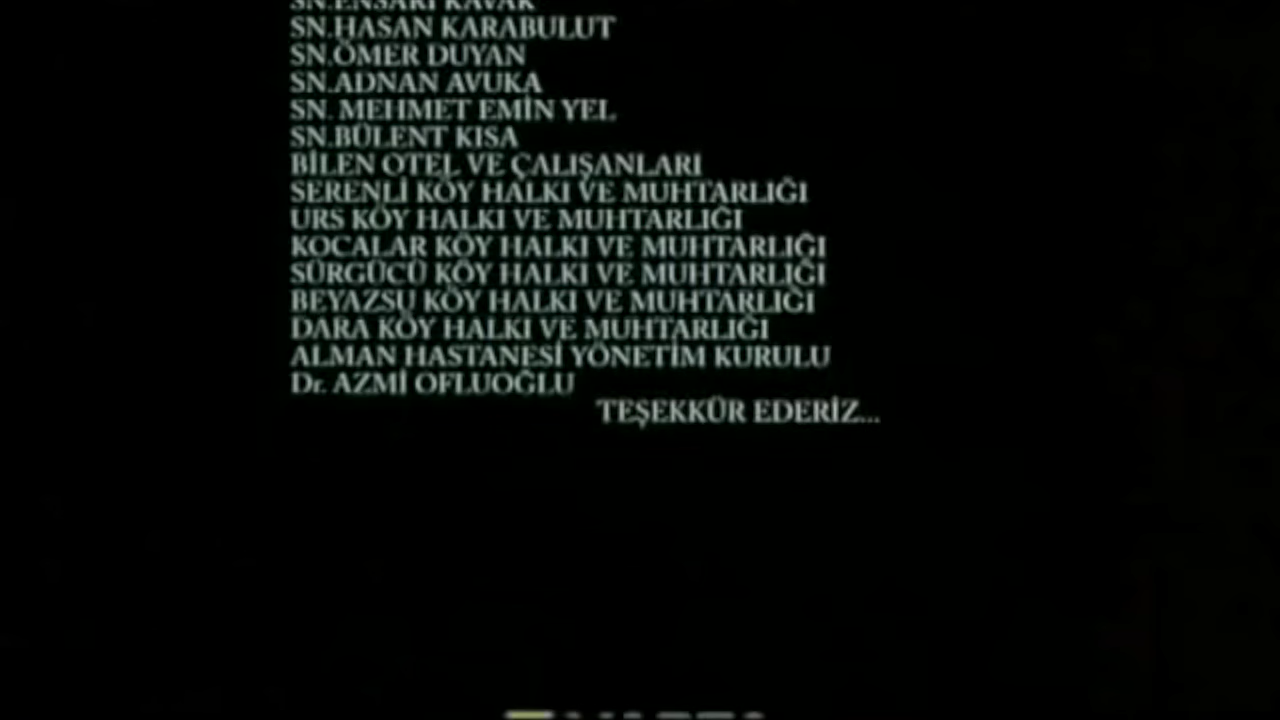 SN.ENSARİ KAVAK
SN.HASAN KARABULUT
SN.ÖMER DUYAN
SN.ADNAN AVUKA
SN. MEHMET EMİN YEL
SN.BÜLENT KISA
BİLEN OTEL VE ÇALIŞANLARI
SERENLİ KÖY HALKI VE MUHTARLIĞI
URS KÖY HALKI VE MUHTARLIĞI
KOCALAR KÖY HALKI VE MUHTARLIĞI
SÜRGÜCÜ KÖY HALKI VE MUHTARLIĞI
BEYAZSU KÖY HALKI VE MUHTARLIĞI
DARA KÖY HALKI VE MUHTARLIĞI
ALMAN HASTANESİ YÖNETİM KURULU
Dr. AZMİ OFLUOĞLU
TEŞEKKÜR EDERİZ...